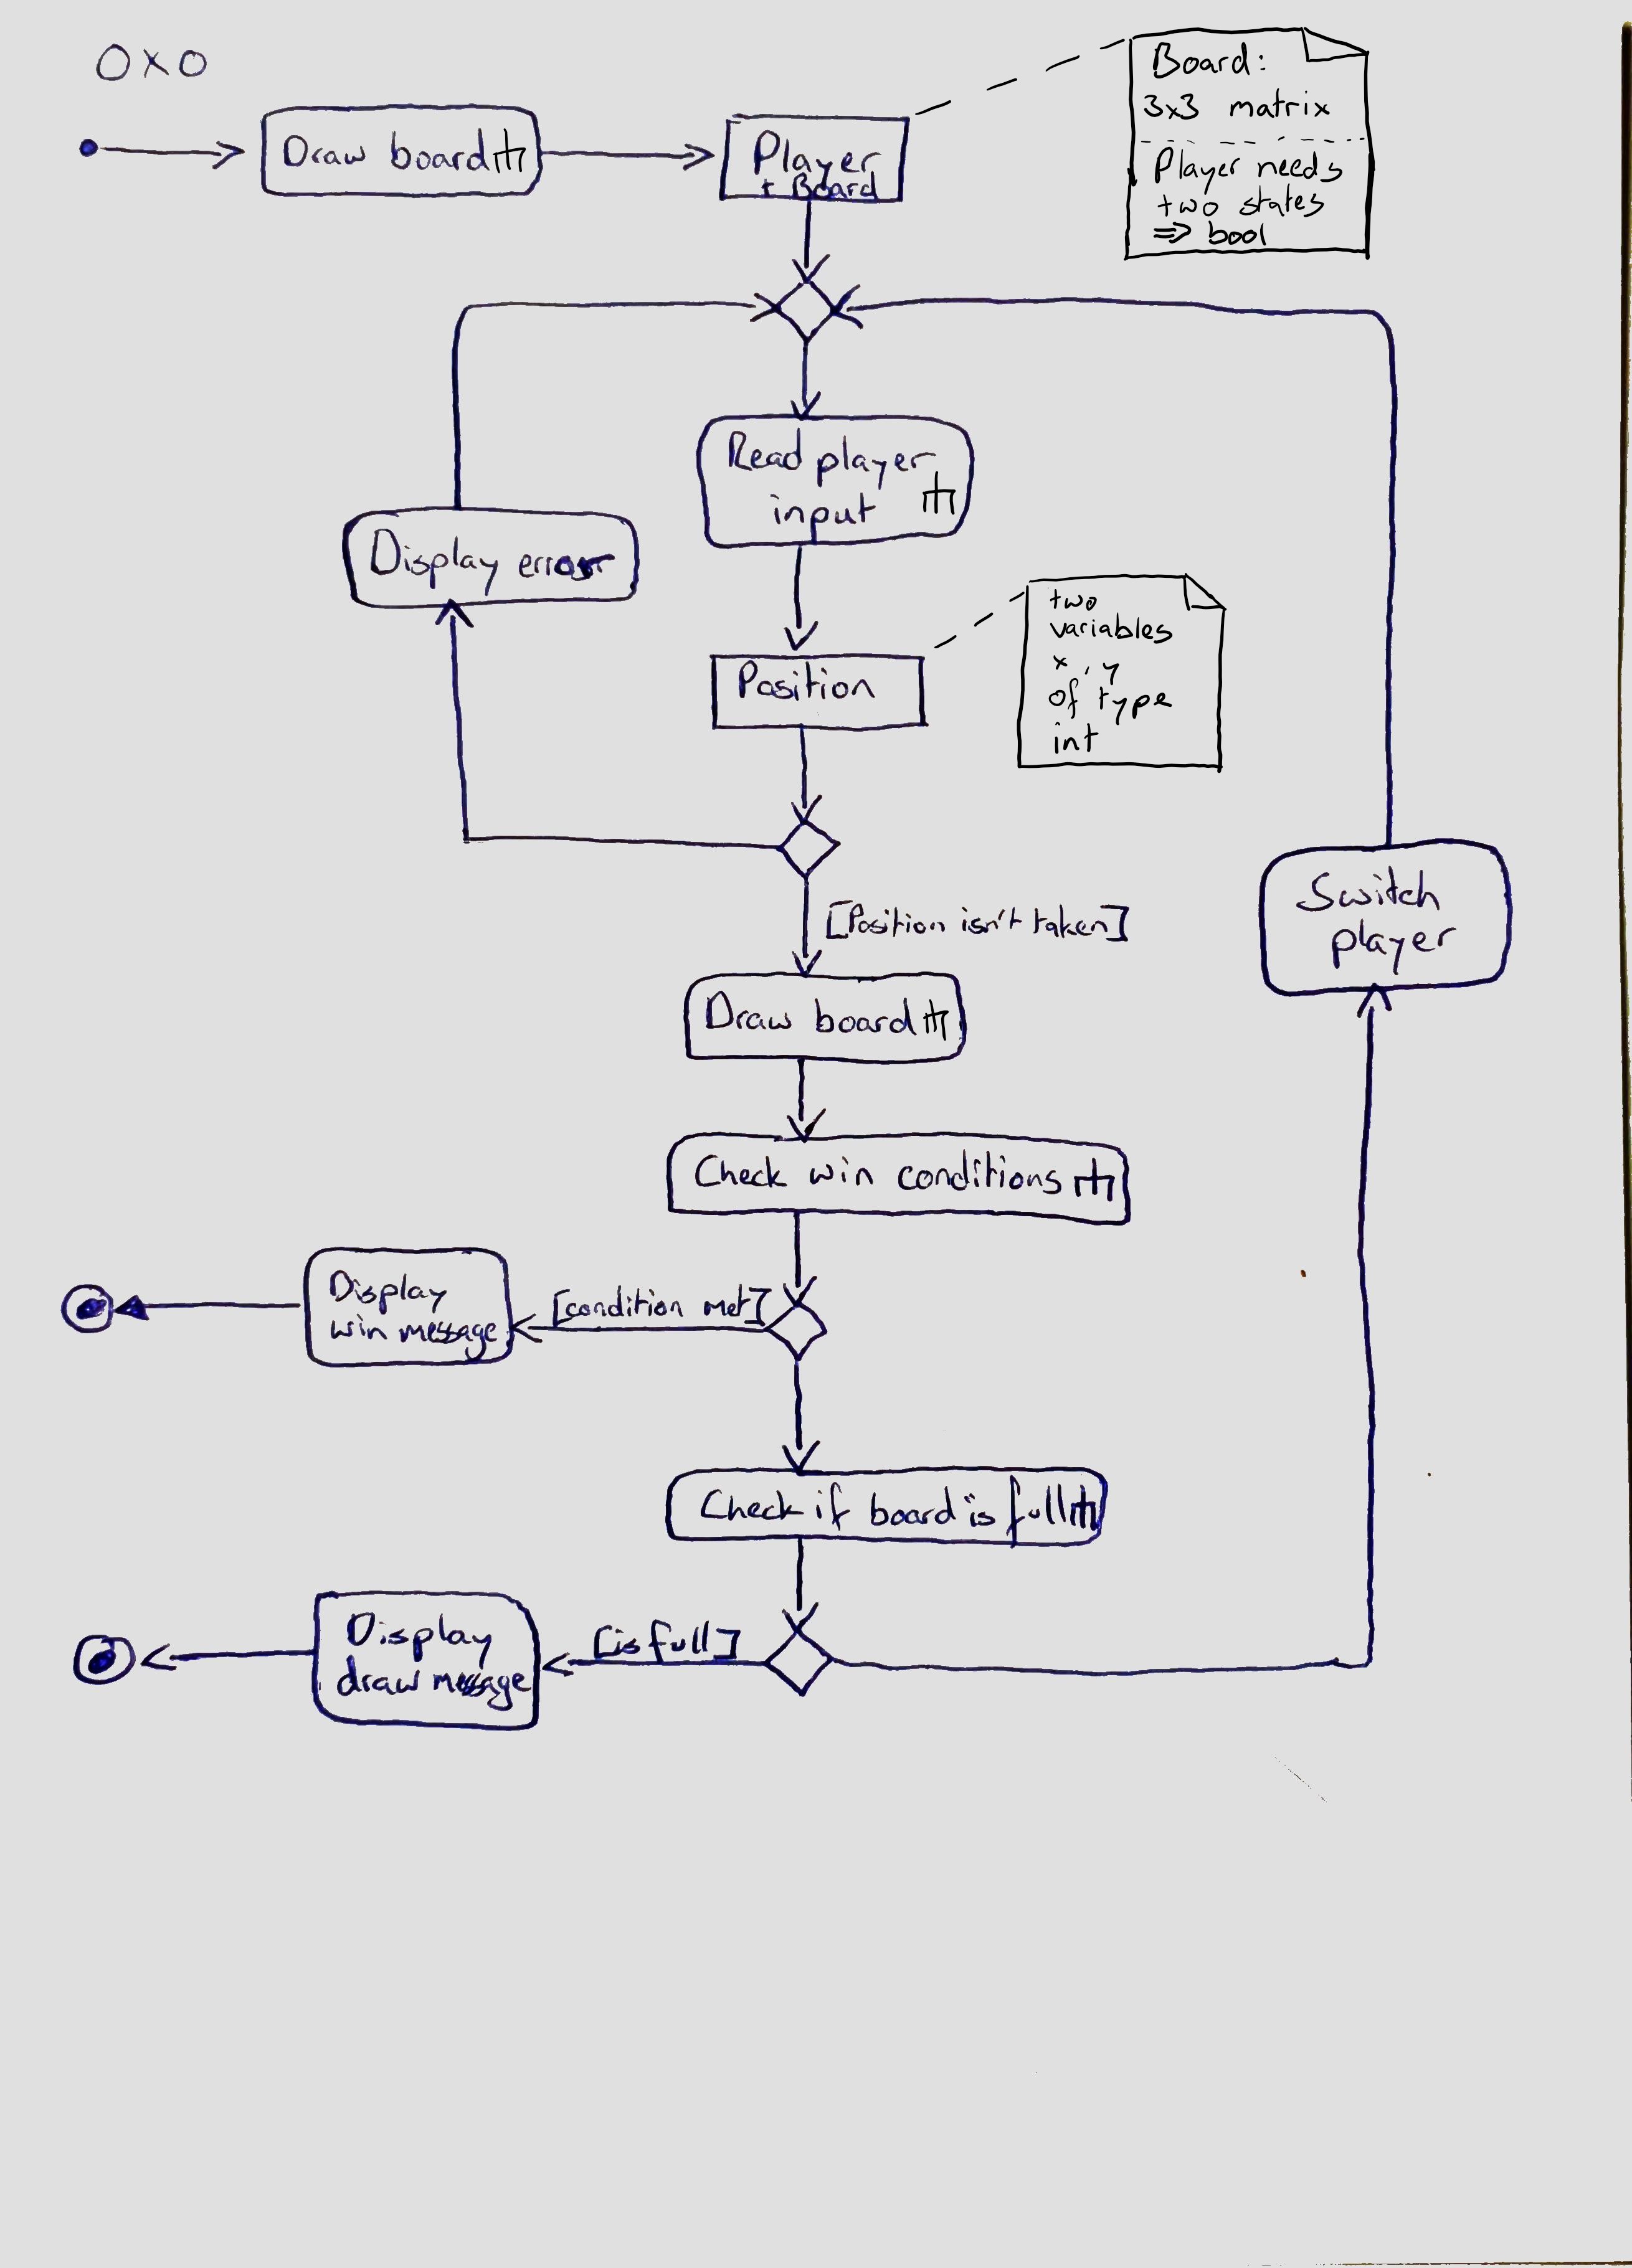 OXO
Draw board
Player
+ Board
Board:
3x3 matrix
Player needs
two states
=> bool
Read player
input
Display error
Position
two
variables
x, y
of type
int
[Position isn't taken]
Switch
player
Draw board
Check win conditions
[condition met]
Display
win message
Check if board is full
[is full]
Display
draw message